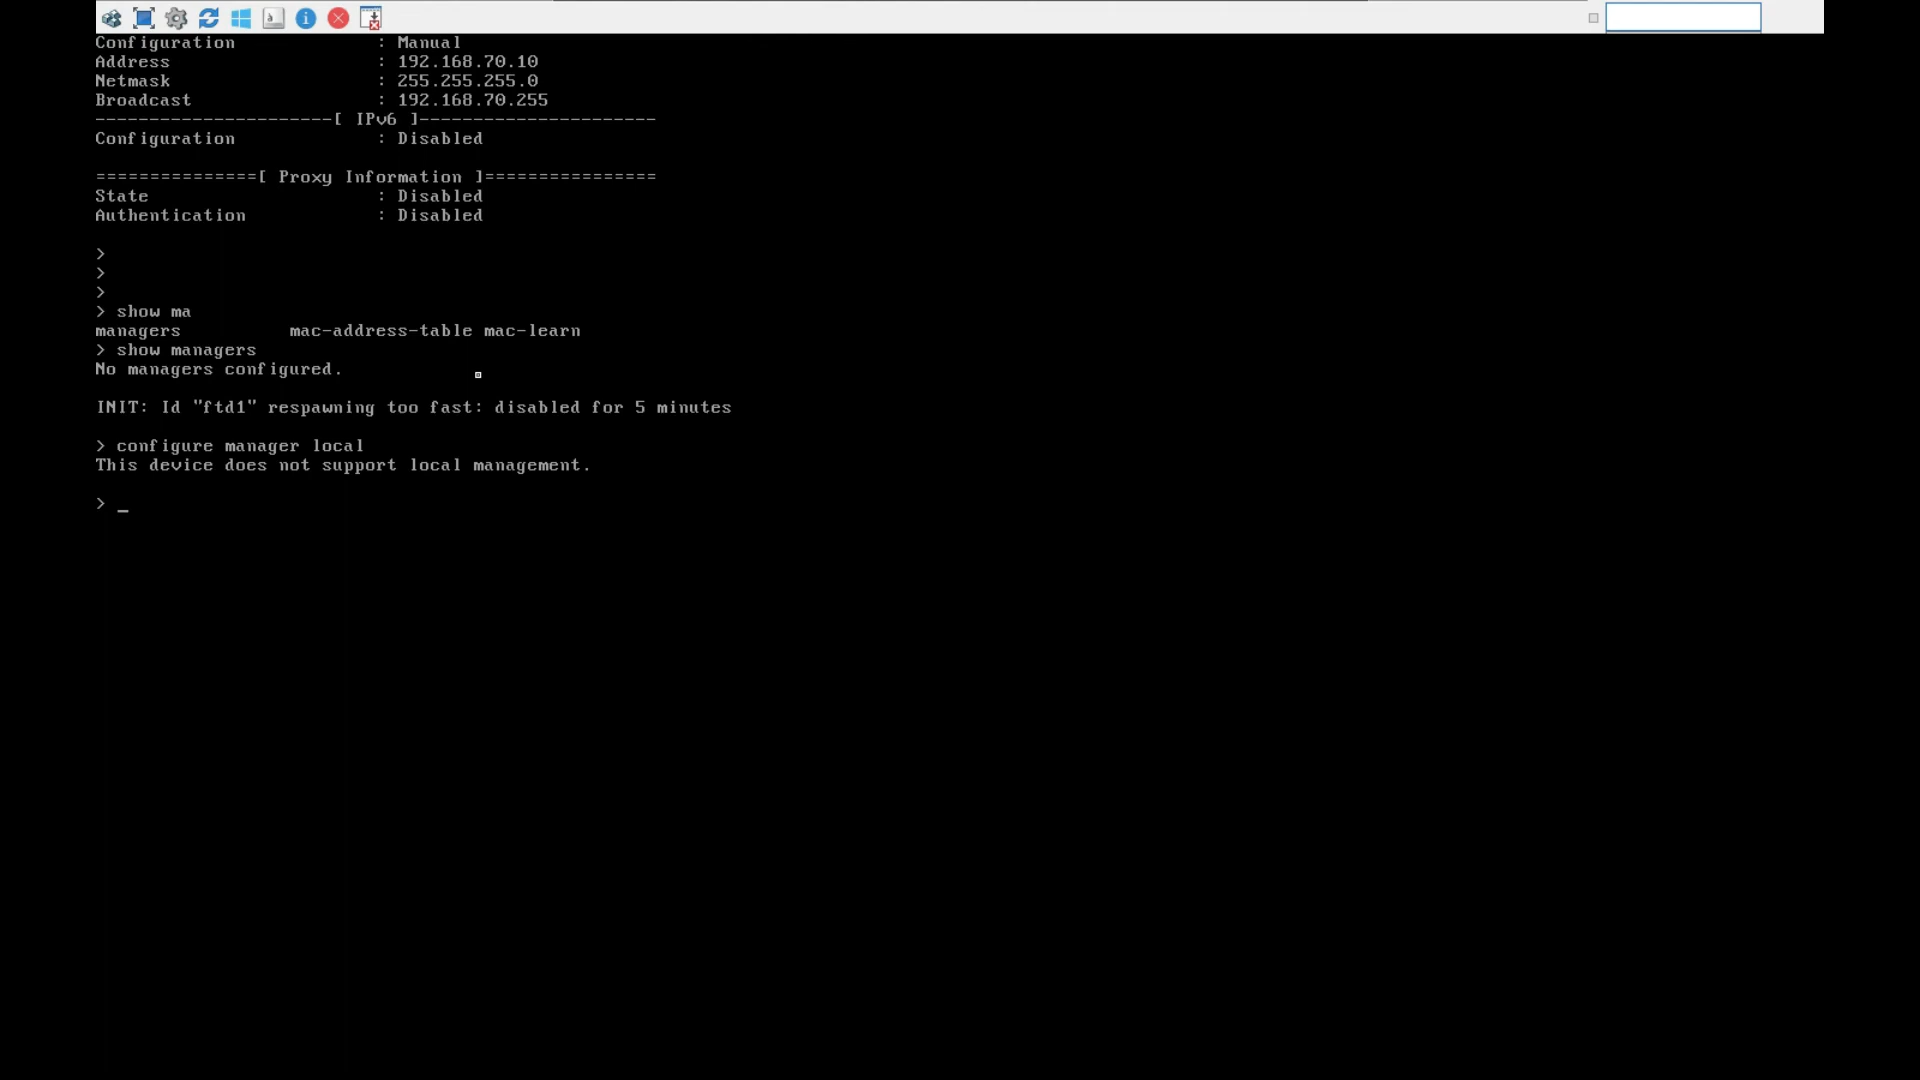 Configuration : Manual
Address : 192.168.70.10
Netmask : 255.255.255.0
Broadcast : 192.168.70.255
----------------------[ IPv6 ]----------------------
Configuration : Disabled
===============[ Proxy Information ]================
State : Disabled
Authentication : Disabled
>
>
>
> show ma
managers mac-address-table mac-learn
> show managers
No managers configured.
INIT: Id "ftd1" respawning too fast: disabled for 5 minutes
> configure manager local
This device does not support local management.
> _